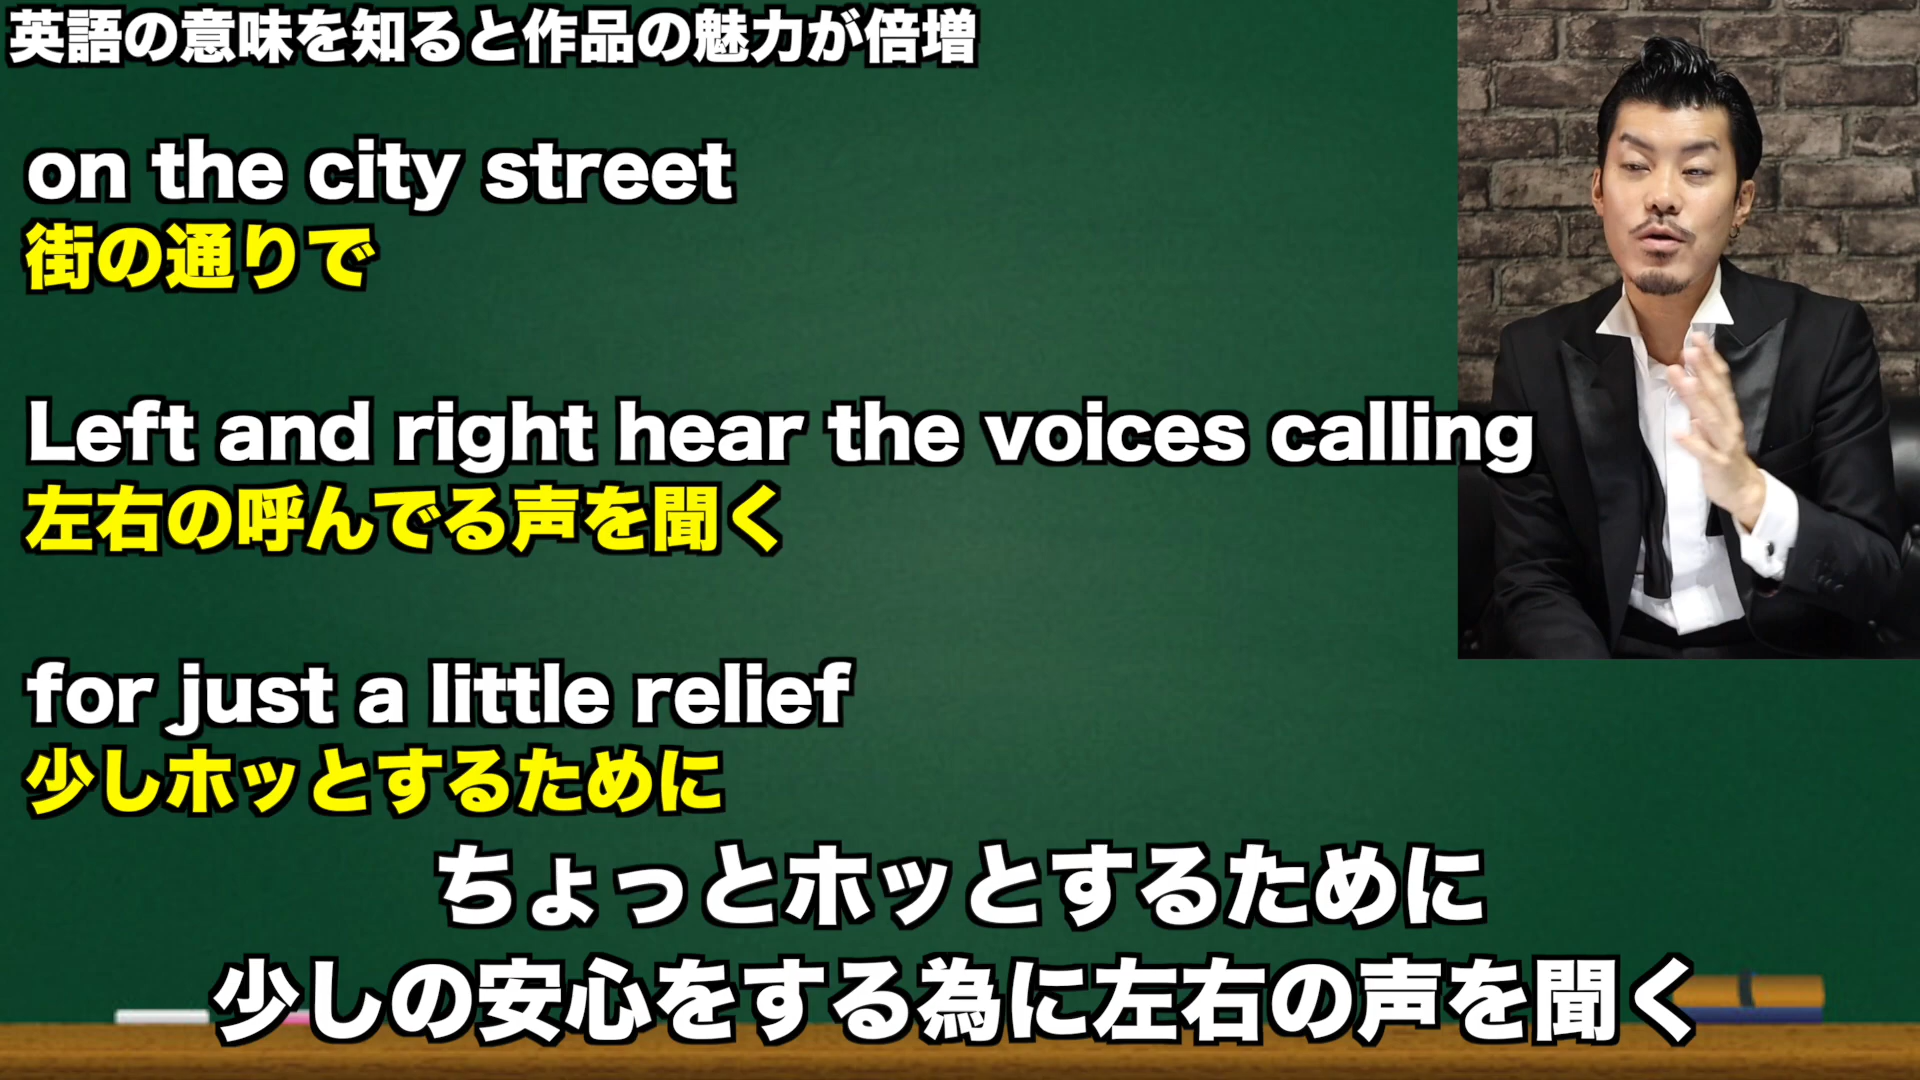 英語の意味を知ると作品の魅力が倍増
on the city street
街の通りで
Left and right hear the voices calling
左右の呼んでる声を聞く
for just a little relief
少しホッとするために
ちょっとホッとするために
少しの安心をする為に左右の声を聞く